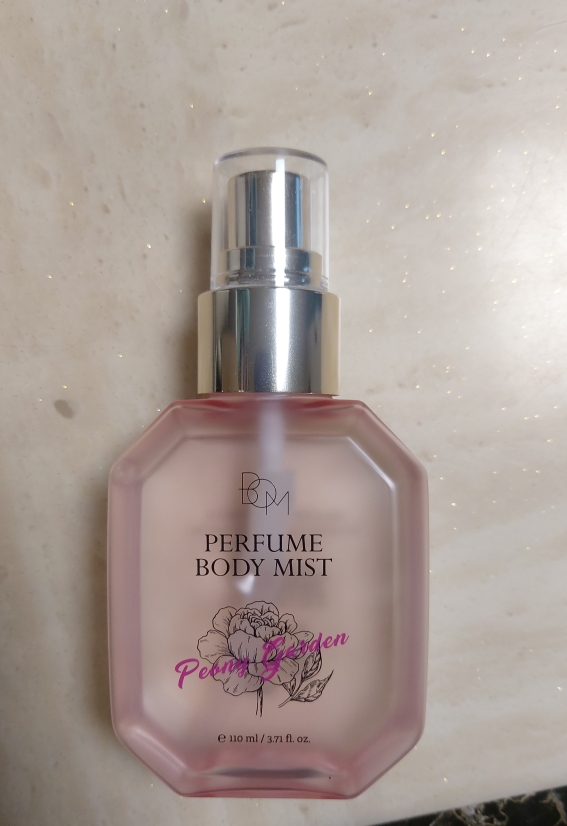 BOM
PERFUME
BODY MIST
Peony Garden
℮ 110 ml / 3.71 fl. oz.